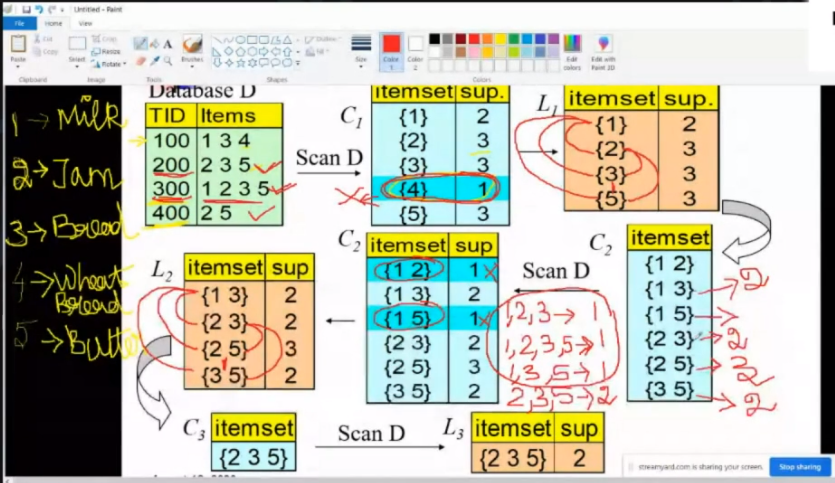 Untitled - Paint
File
Home
View
Paste
Cut
Copy
Select
Crop
Resize
Rotate
Brushes
Shapes
Outline
Fill
Size
Color 1
Color 2
Edit colors
Edit with Paint 3D
Clipboard
Image
Tools
Shapes
Colors
Database D
TID Items
100 1 3 4
200 2 3 5
300 1 2 3 5
400 2 5
Scan D
C1
itemset sup.
{1} 2
{2} 3
{3} 3
{4} 1
{5} 3
L1
itemset sup.
{1} 2
{2} 3
{3} 3
{5} 3
1 → Milk
2 → Jam
3 → Bread
4 → Wheat
Bread
5 → Butter
L2
itemset sup
{1 3} 2
{2 3} 2
{2 5} 3
{3 5} 2
C2
itemset sup
{1 2} 1 x
{1 3} 2
{1 5} 1 x
{2 3} 2
{2 5} 3
{3 5} 2
Scan D
1,2,3 → 1
1,2,3,5 → 1
1,3,5 → 1
2,3,5 → 2
C2
itemset
{1 2}
{1 3} → 2
{1 5} →
{2 3} → 2
{2 5} → 3
{3 5} → 2
C3
itemset
{2 3 5}
Scan D
L3
itemset sup
{2 3 5} 2
streamyard.com is sharing your screen.
Stop sharing